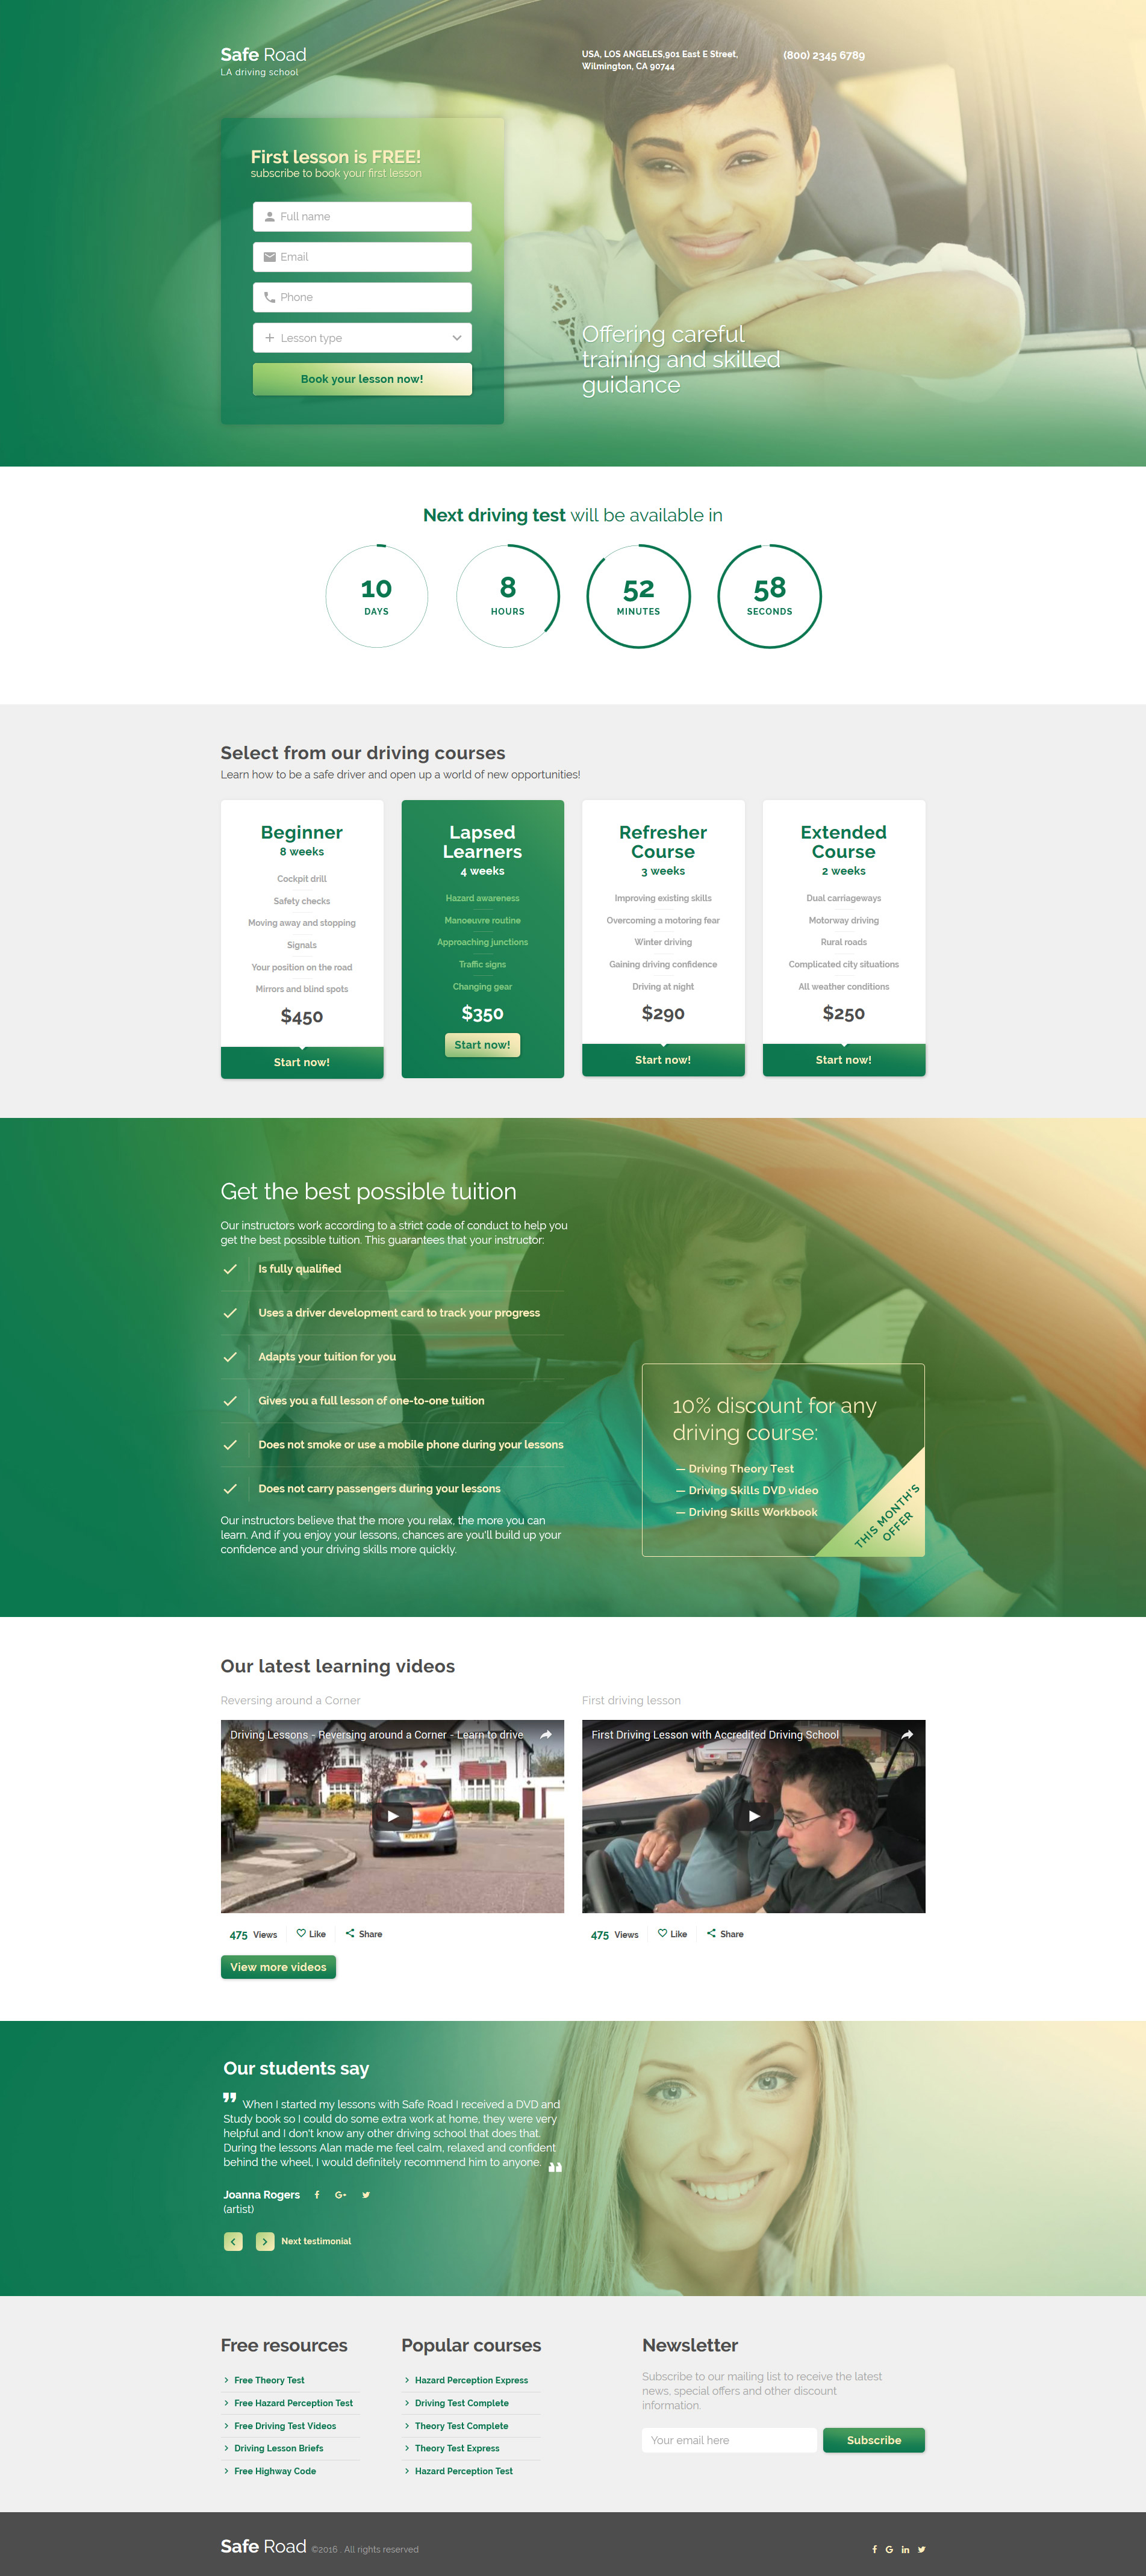 Safe Road
LA driving school
USA, LOS ANGELES,901 East E Street,
Wilmington, CA 90744
(800) 2345 6789
First lesson is FREE!
subscribe to book your first lesson
Full name
Email
Phone
Lesson type
Book your lesson now!
Offering careful
training and skilled
guidance
Next driving test will be available in
10
DAYS
8
HOURS
52
MINUTES
58
SECONDS
Select from our driving courses
Learn how to be a safe driver and open up a world of new opportunities!
Beginner
8 weeks
Cockpit drill
Safety checks
Moving away and stopping
Signals
Your position on the road
Mirrors and blind spots
$450
Start now!
Lapsed
Learners
4 weeks
Hazard awareness
Manoeuvre routine
Approaching junctions
Traffic signs
Changing gear
$350
Start now!
Refresher
Course
3 weeks
Improving existing skills
Overcoming a motoring fear
Winter driving
Gaining driving confidence
Driving at night
$290
Start now!
Extended
Course
2 weeks
Dual carriageways
Motorway driving
Rural roads
Complicated city situations
All weather conditions
$250
Start now!
Get the best possible tuition
Our instructors work according to a strict code of conduct to help you
get the best possible tuition. This guarantees that your instructor:
Is fully qualified
Uses a driver development card to track your progress
Adapts your tuition for you
Gives you a full lesson of one-to-one tuition
Does not smoke or use a mobile phone during your lessons
Does not carry passengers during your lessons
Our instructors believe that the more you relax, the more you can
learn. And if you enjoy your lessons, chances are you'll build up your
confidence and your driving skills more quickly.
10% discount for any
driving course:
— Driving Theory Test
— Driving Skills DVD video
— Driving Skills Workbook
THIS MONTH'S
OFFER
Our latest learning videos
Reversing around a Corner
Driving Lessons - Reversing around a Corner - Learn to drive
475 Views Like Share
First driving lesson
First Driving Lesson with Accredited Driving School
475 Views Like Share
View more videos
Our students say
When I started my lessons with Safe Road I received a DVD and
Study book so I could do some extra work at home, they were very
helpful and I don't know any other driving school that does that.
During the lessons Alan made me feel calm, relaxed and confident
behind the wheel, I would definitely recommend him to anyone.
Joanna Rogers
(artist)
Next testimonial
Free resources
Free Theory Test
Free Hazard Perception Test
Free Driving Test Videos
Driving Lesson Briefs
Free Highway Code
Popular courses
Hazard Perception Express
Driving Test Complete
Theory Test Complete
Theory Test Express
Hazard Perception Test
Newsletter
Subscribe to our mailing list to receive the latest
news, special offers and other discount
information.
Your email here
Subscribe
Safe Road ©2016 . All rights reserved